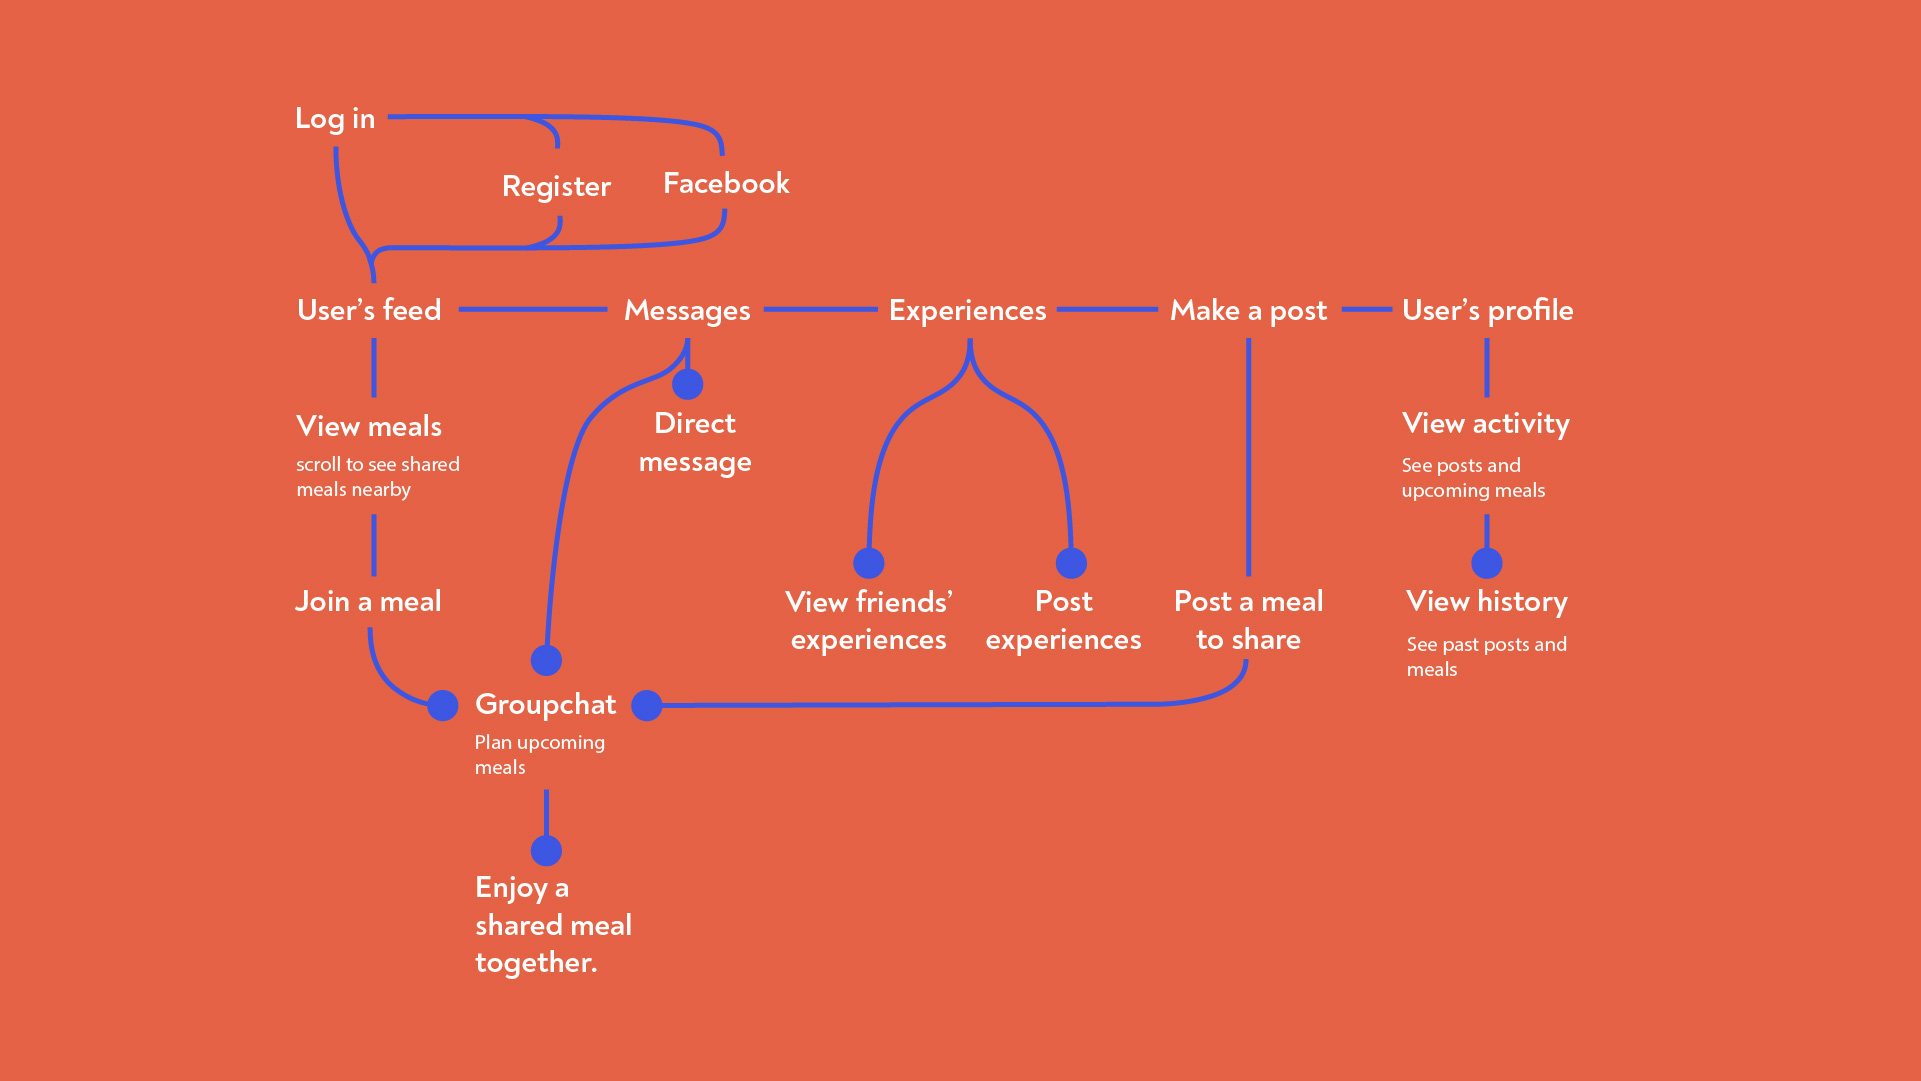 Log in
Register
Facebook
User’s feed
Messages
Experiences
Make a post
User’s profile
View meals
scroll to see shared
meals nearby
Direct
message
View activity
See posts and
upcoming meals
Join a meal
View friends’
experiences
Post
experiences
Post a meal
to share
View history
See past posts and
meals
Groupchat
Plan upcoming
meals
Enjoy a
shared meal
together.